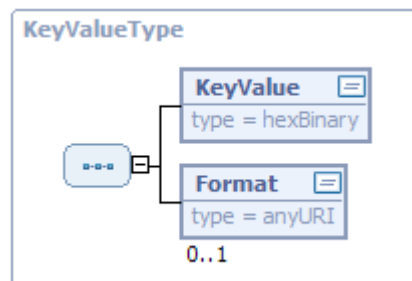 KeyValueType
KeyValue
type = hexBinary
Format
type = anyURI
0..1